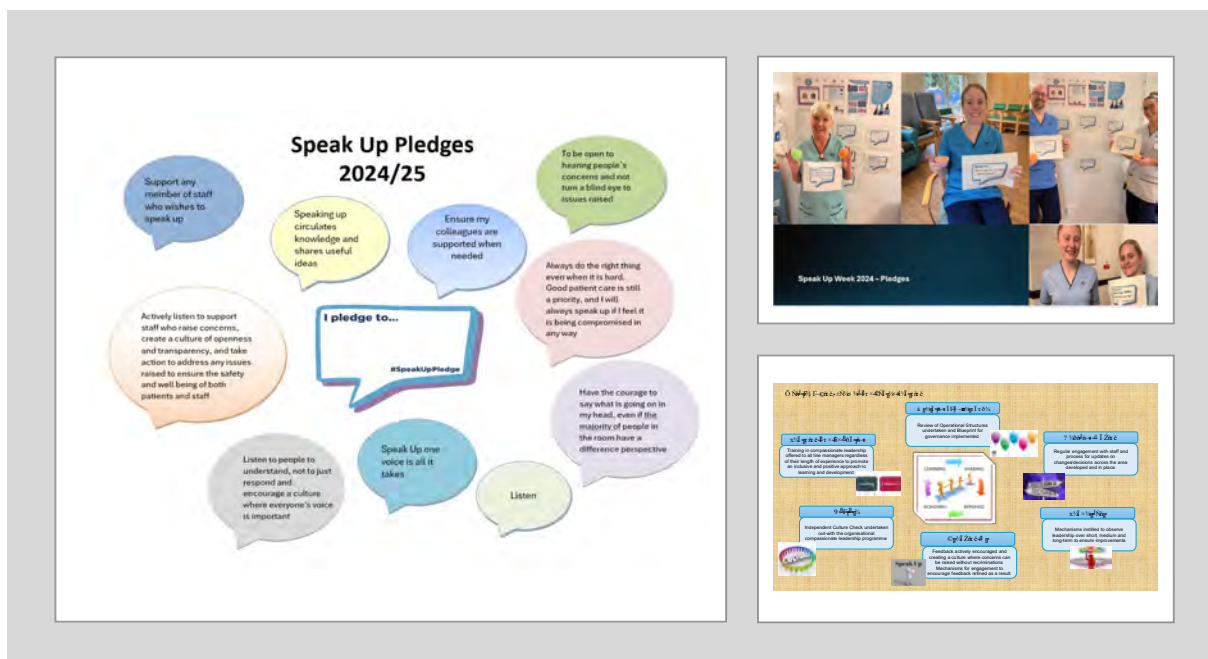 Speak Up Pledges
2024/25
Support any
member of staff
who wishes to
speak up
Speaking up
circulates
knowledge and
shares useful
ideas
Ensure my
colleagues are
supported when
needed
To be open to
hearing people's
concerns and not
turn a blind eye to
issues raised
Always do the right thing
even when it is hard.
Good patient care is still
a priority, and I will
always speak up if I feel it
is being compromised in
any way
Actively listen to support
staff who raise concerns,
create a culture of openness
and transparency, and take
action to address any issues
raised to ensure the safety
and well being of both
patients and staff
I pledge to...
#SpeakUpPledge
Have the courage to
say what is going on in
my head, even if the
majority of people in
the room have a
difference perspective
Listen to people to
understand, not to just
respond and
encourage a culture
where everyone's voice
is important
Speak Up one
voice is all it
takes
Listen
Speak Up Week 2024 – Pledges
Review of Operational Structures
undertaken and Blueprint for
governance implemented
Training in compassionate leadership
offered to all line managers regardless
of their length of experience to promote
an inclusive and positive approach to
learning and development
Regular engagement with staff and
process for updates on
changes/decisions across the area
developed and in place
Independent Culture Check undertaken
out-with the organisational
compassionate leadership programme
Feedback actively encouraged and
creating a culture where concerns can
be raised without recriminations
Mechanisms for engagement to
encourage feedback refined as a result
Speak Up
Mechanisms instilled to observe
leadership over short, medium and
long-term to ensure improvements